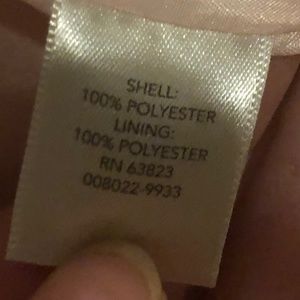 SHELL:
100% POLYESTER
LINING:
100% POLYESTER
RN 63823
008022-9933